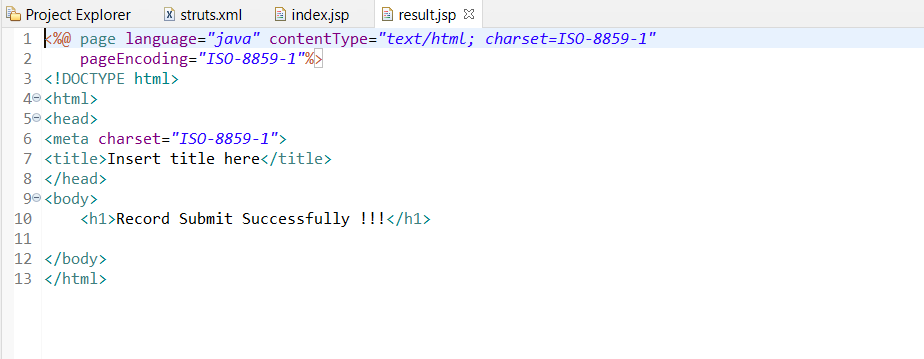 Project Explorer struts.xml index.jsp result.jsp
1 <%@ page language="java" contentType="text/html; charset=ISO-8859-1"
2     pageEncoding="ISO-8859-1"%>
3 <!DOCTYPE html>
4 <html>
5 <head>
6 <meta charset="ISO-8859-1">
7 <title>Insert title here</title>
8 </head>
9 <body>
10     <h1>Record Submit Successfully !!!</h1>
11
12 </body>
13 </html>